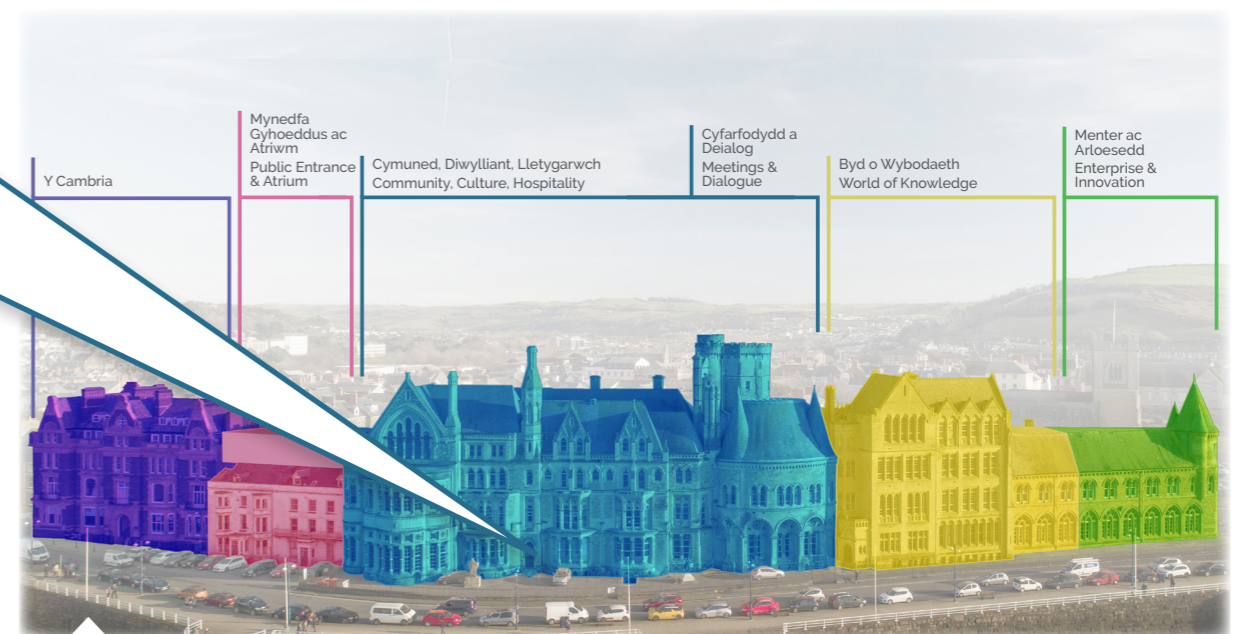 Y Cambria
Mynedfa
Gyhoeddus ac
Atriwm
Public Entrance
& Atrium
Cymuned, Diwylliant, Lletygarwch
Community, Culture, Hospitality
Cyfarfodydd a
Deialog
Meetings &
Dialogue
Byd o Wybodaeth
World of Knowledge
Menter ac
Arloesedd
Enterprise &
Innovation